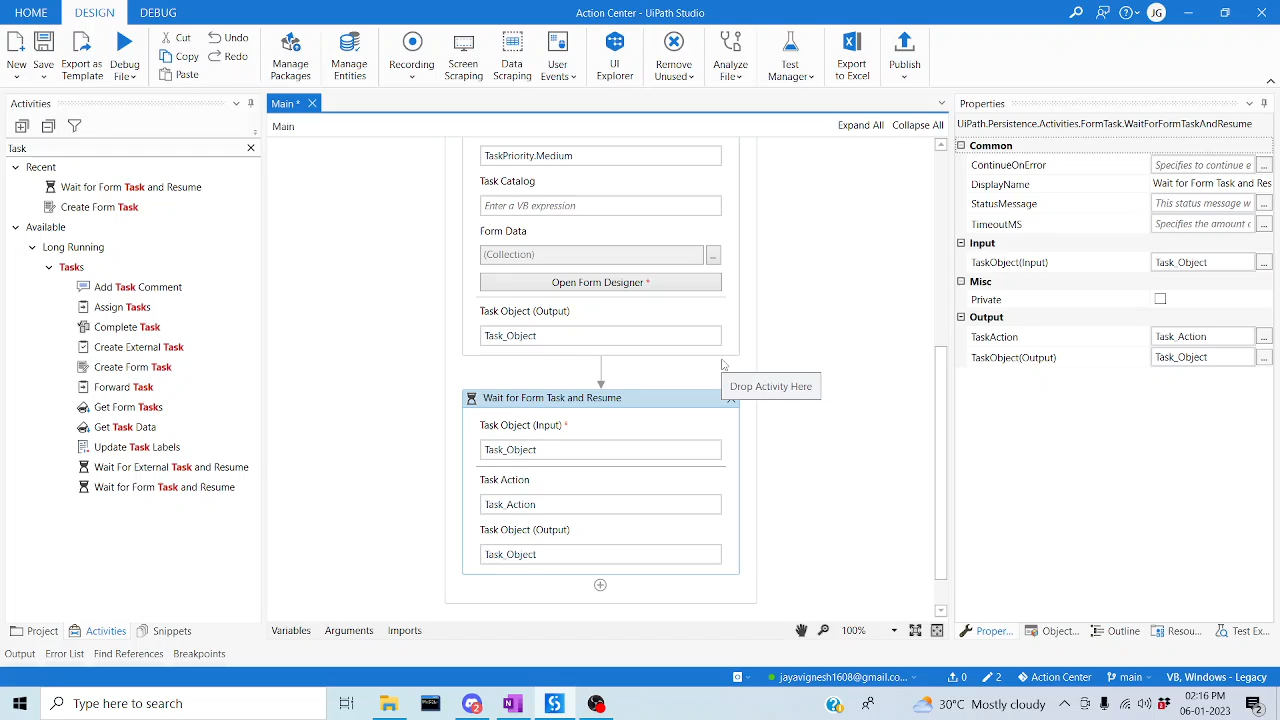 HOME
DESIGN
DEBUG
Action Center - UiPath Studio
JG
New
Save
Export as Template
Debug File
Cut
Copy
Paste
Undo
Redo
Manage Packages
Manage Entities
Recording
Screen Scraping
Data Scraping
User Events
UI Explorer
Remove Unused
Analyze File
Test Manager
Export to Excel
Publish
Activities
Task
Recent
Wait for Form Task and Resume
Create Form Task
Available
Long Running
Tasks
Add Task Comment
Assign Tasks
Complete Task
Create External Task
Create Form Task
Forward Task
Get Form Tasks
Get Task Data
Update Task Labels
Wait For External Task and Resume
Wait for Form Task and Resume
Project
Activities
Snippets
Main *
Main
Expand All
Collapse All
TaskPriority.Medium
Task Catalog
Enter a VB expression
Form Data
(Collection)
...
Open Form Designer *
Task Object (Output)
Task_Object
Drop Activity Here
Wait for Form Task and Resume
Task Object (Input) *
Task_Object
Task Action
Task_Action
Task Object (Output)
Task_Object
Variables
Arguments
Imports
100%
Properties
UiPath.Persistence.Activities.FormTask.WaitForFormTaskAndResume
Common
ContinueOnError
Specifies to continue e
...
DisplayName
Wait for Form Task and Res
StatusMessage
This status message w
...
TimeoutMS
Specifies the amount c
...
Input
TaskObject(Input)
Task_Object
...
Misc
Private
Output
TaskAction
Task_Action
...
TaskObject(Output)
Task_Object
...
Proper...
Object...
Outline
Resou...
Test Ex...
Output
Error List
Find References
Breakpoints
jayavignesh1608@gmail.co...
0
2
Action Center
main
VB, Windows - Legacy
Type here to search
30°C Mostly cloudy
02:16 PM
06-01-2023